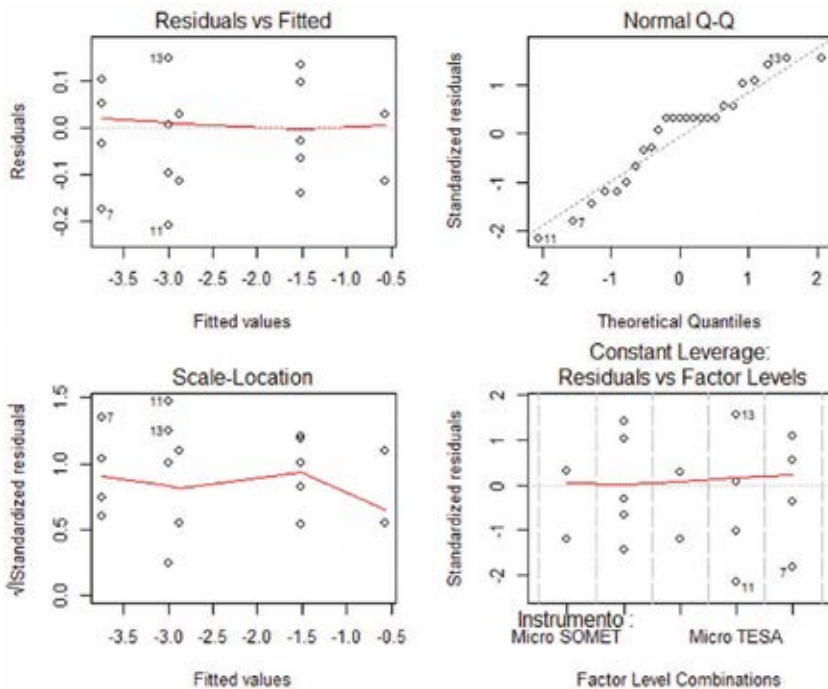 Residuals vs Fitted
Residuals
0.1
0.0
-0.1
-0.2
13
7
11
-3.5 -3.0 -2.5 -2.0 -1.5 -1.0 -0.5
Fitted values
Normal Q-Q
Standardized residuals
1
0
-1
-2
13
7
11
-2 -1 0 1 2
Theoretical Quantiles
Scale-Location
√|Standardized residuals|
1.5
1.0
0.5
0.0
7
11
13
-3.5 -3.0 -2.5 -2.0 -1.5 -1.0 -0.5
Fitted values
Constant Leverage:
Residuals vs Factor Levels
Standardized residuals
2
1
0
-1
-2
13
7
11
Instrumento :
Micro SOMET Micro TESA
Factor Level Combinations